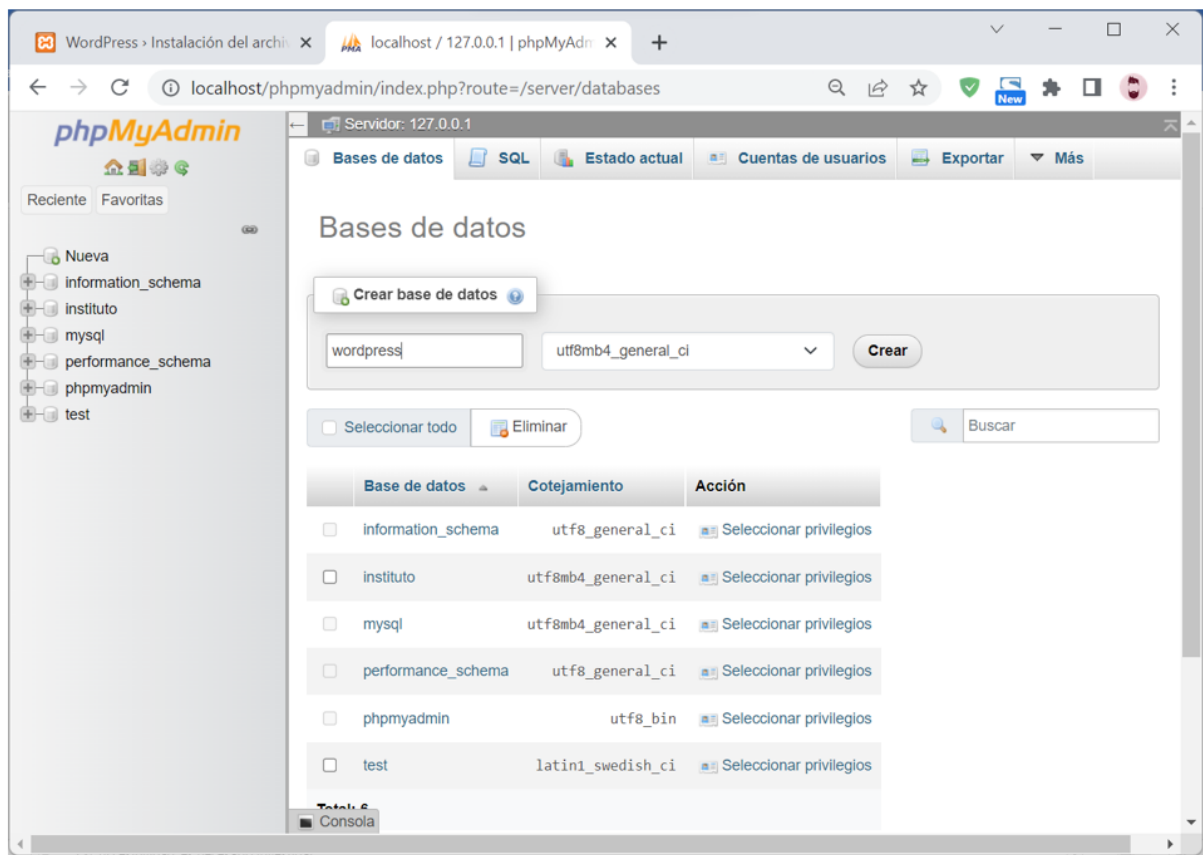 WordPress › Instalación del archiv
localhost / 127.0.0.1 | phpMyAdm
localhost/phpmyadmin/index.php?route=/server/databases
New
phpMyAdmin
Reciente Favoritas
Nueva
information_schema
instituto
mysql
performance_schema
phpmyadmin
test
Servidor: 127.0.0.1
Bases de datos SQL Estado actual Cuentas de usuarios Exportar Más
Bases de datos
Crear base de datos
wordpress utf8mb4_general_ci Crear
Seleccionar todo Eliminar Buscar
Base de datos Cotejamiento Acción
information_schema utf8_general_ci Seleccionar privilegios
instituto utf8mb4_general_ci Seleccionar privilegios
mysql utf8mb4_general_ci Seleccionar privilegios
performance_schema utf8_general_ci Seleccionar privilegios
phpmyadmin utf8_bin Seleccionar privilegios
test latin1_swedish_ci Seleccionar privilegios
Total: 6
Consola